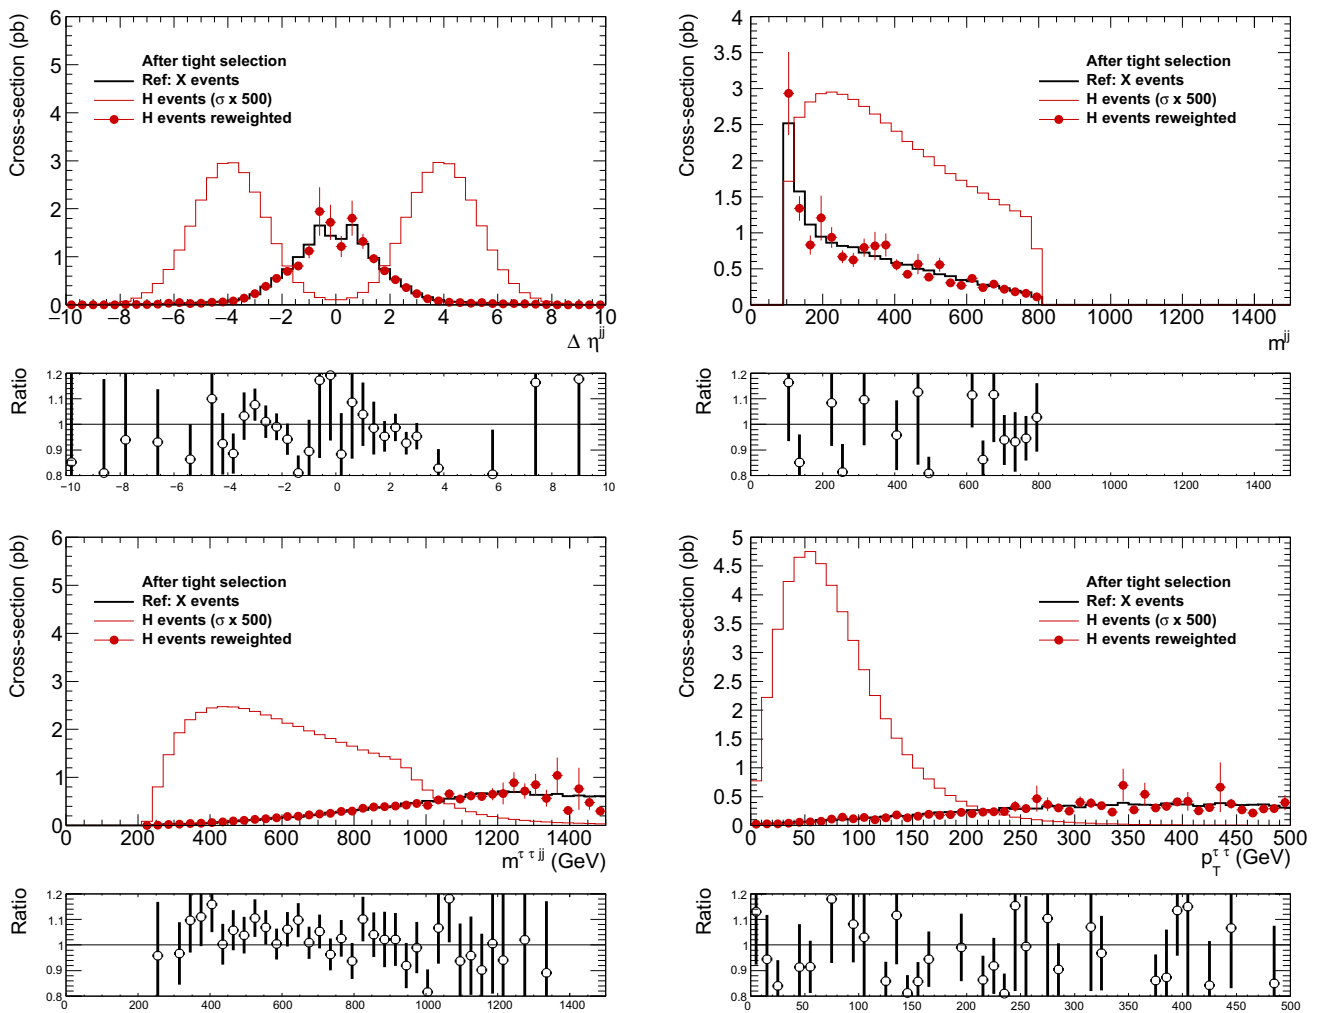 Cross-section (pb)
6
5
4
3
2
1
0
After tight selection
Ref: X events
H events (σ x 500)
H events reweighted
−10 −8 −6 −4 −2 0 2 4 6 8 10
Δ η^jj
Ratio
1.2
1.1
1
0.9
0.8
−10 −8 −6 −4 −2 0 2 4 6 8 10
Cross-section (pb)
4
3.5
3
2.5
2
1.5
1
0.5
0
After tight selection
Ref: X events
H events (σ x 500)
H events reweighted
0 200 400 600 800 1000 1200 1400
m^jj
Ratio
1.2
1.1
1
0.9
0.8
0 200 400 600 800 1000 1200 1400
Cross-section (pb)
6
5
4
3
2
1
0
After tight selection
Ref: X events
H events (σ x 500)
H events reweighted
0 200 400 600 800 1000 1200 1400
m^τ τ jj (GeV)
Ratio
1.2
1.1
1
0.9
0.8
0 200 400 600 800 1000 1200 1400
Cross-section (pb)
5
4.5
4
3.5
3
2.5
2
1.5
1
0.5
0
After tight selection
Ref: X events
H events (σ x 500)
H events reweighted
0 50 100 150 200 250 300 350 400 450 500
p_T^τ τ (GeV)
Ratio
1.2
1.1
1
0.9
0.8
0 50 100 150 200 250 300 350 400 450 500